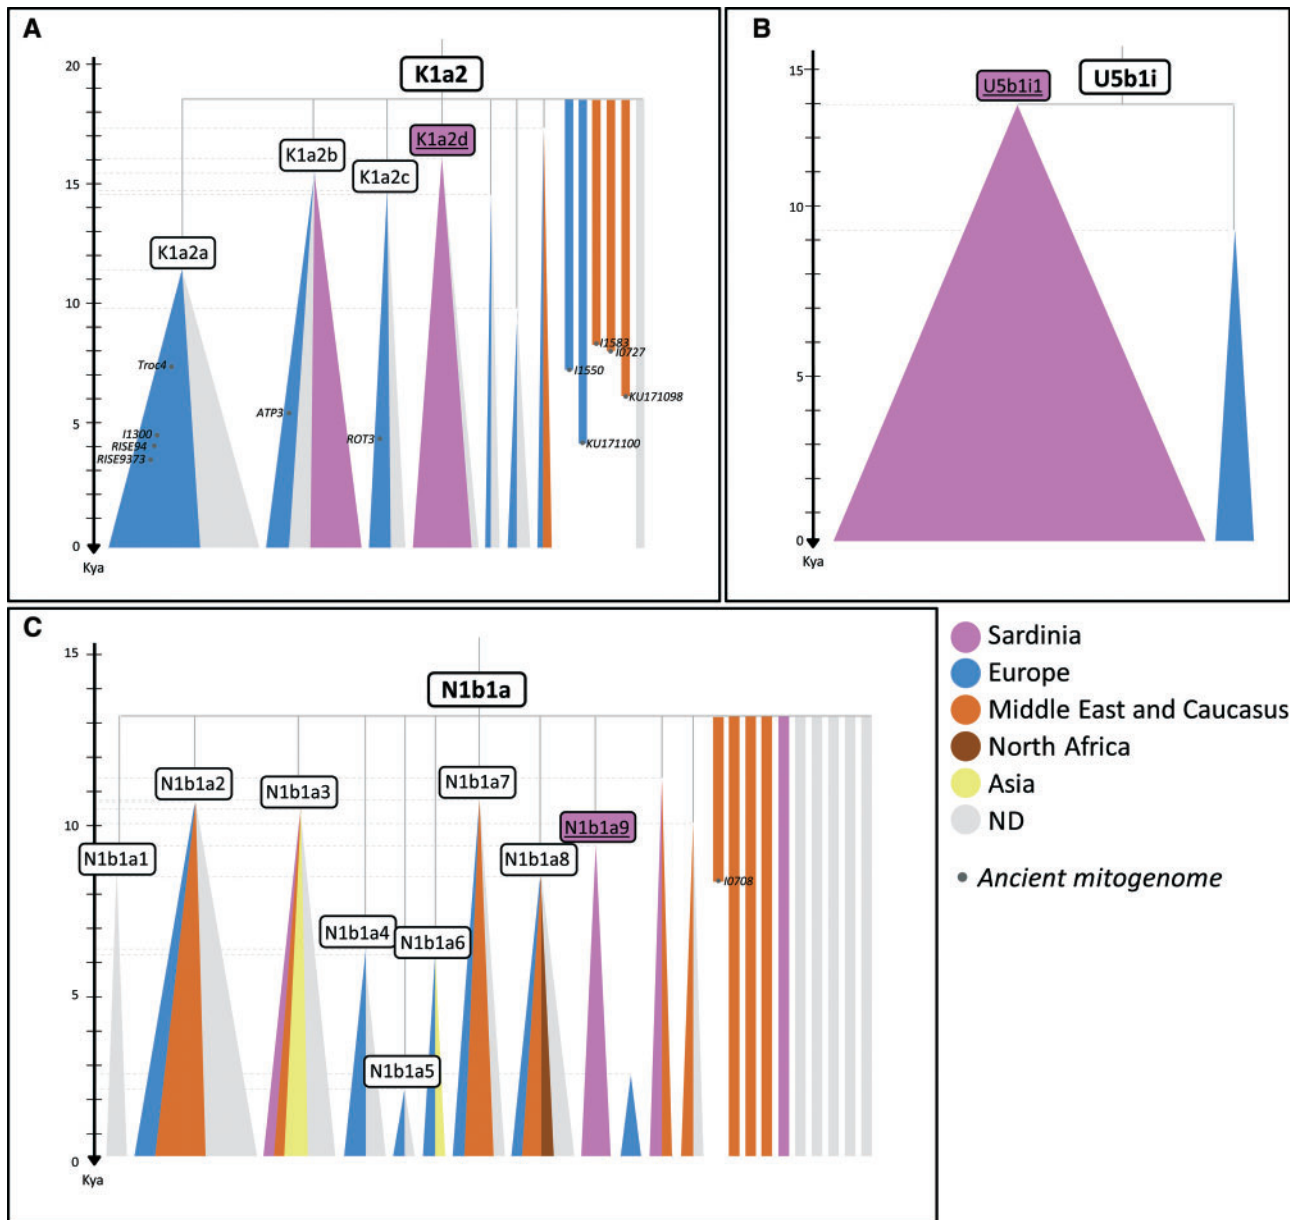 A
20
15
10
5
0
Kya
K1a2
K1a2a
K1a2b
K1a2c
K1a2d
Troc4
I1300
RISE94
RISE9373
ATP3
ROT3
I1583
I0727
I1550
KU171098
KU171100
B
15
10
5
0
Kya
U5b1i1
U5b1i
C
15
10
5
0
Kya
N1b1a
N1b1a1
N1b1a2
N1b1a3
N1b1a4
N1b1a5
N1b1a6
N1b1a7
N1b1a8
N1b1a9
I0708
Sardinia
Europe
Middle East and Caucasus
North Africa
Asia
ND
Ancient mitogenome